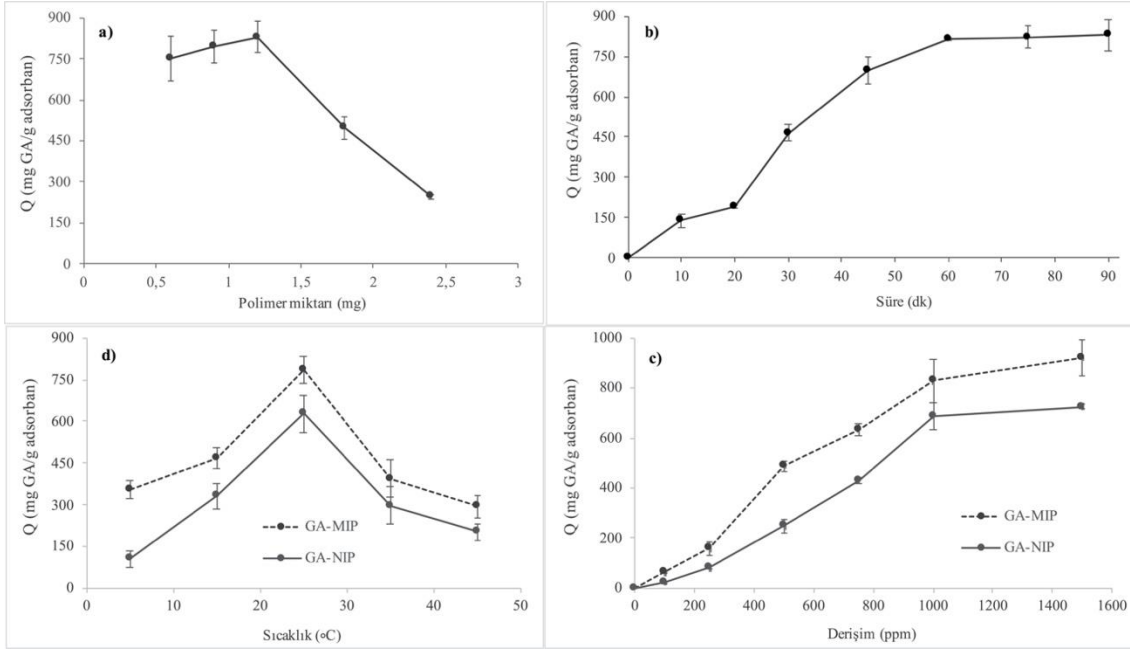 a)
Q (mg GA/g adsorban)
900
750
600
450
300
150
0
0 0,5 1 1,5 2 2,5 3
Polimer miktarı (mg)
b)
Q (mg GA/g adsorban)
900
750
600
450
300
150
0
0 10 20 30 40 50 60 70 80 90
Süre (dk)
d)
Q (mg GA/g adsorban)
900
750
600
450
300
150
0
GA-MIP
GA-NIP
0 10 20 30 40 50
Sıcaklık (oC)
c)
Q (mg GA/g adsorban)
1000
800
600
400
200
0
GA-MIP
GA-NIP
0 200 400 600 800 1000 1200 1400 1600
Derişim (ppm)